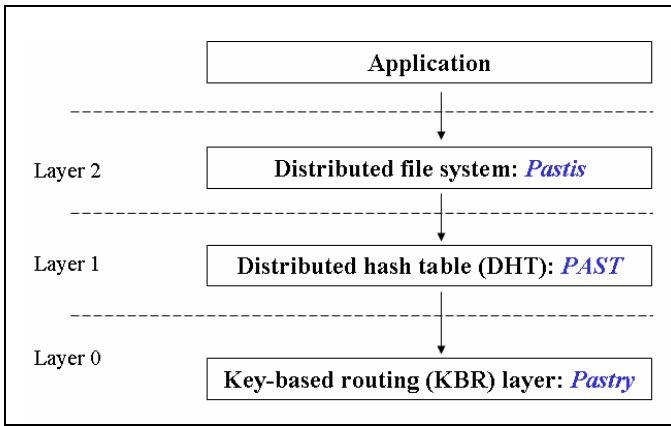 Application
Layer 2
Distributed file system: Pastis
Layer 1
Distributed hash table (DHT): PAST
Layer 0
Key-based routing (KBR) layer: Pastry